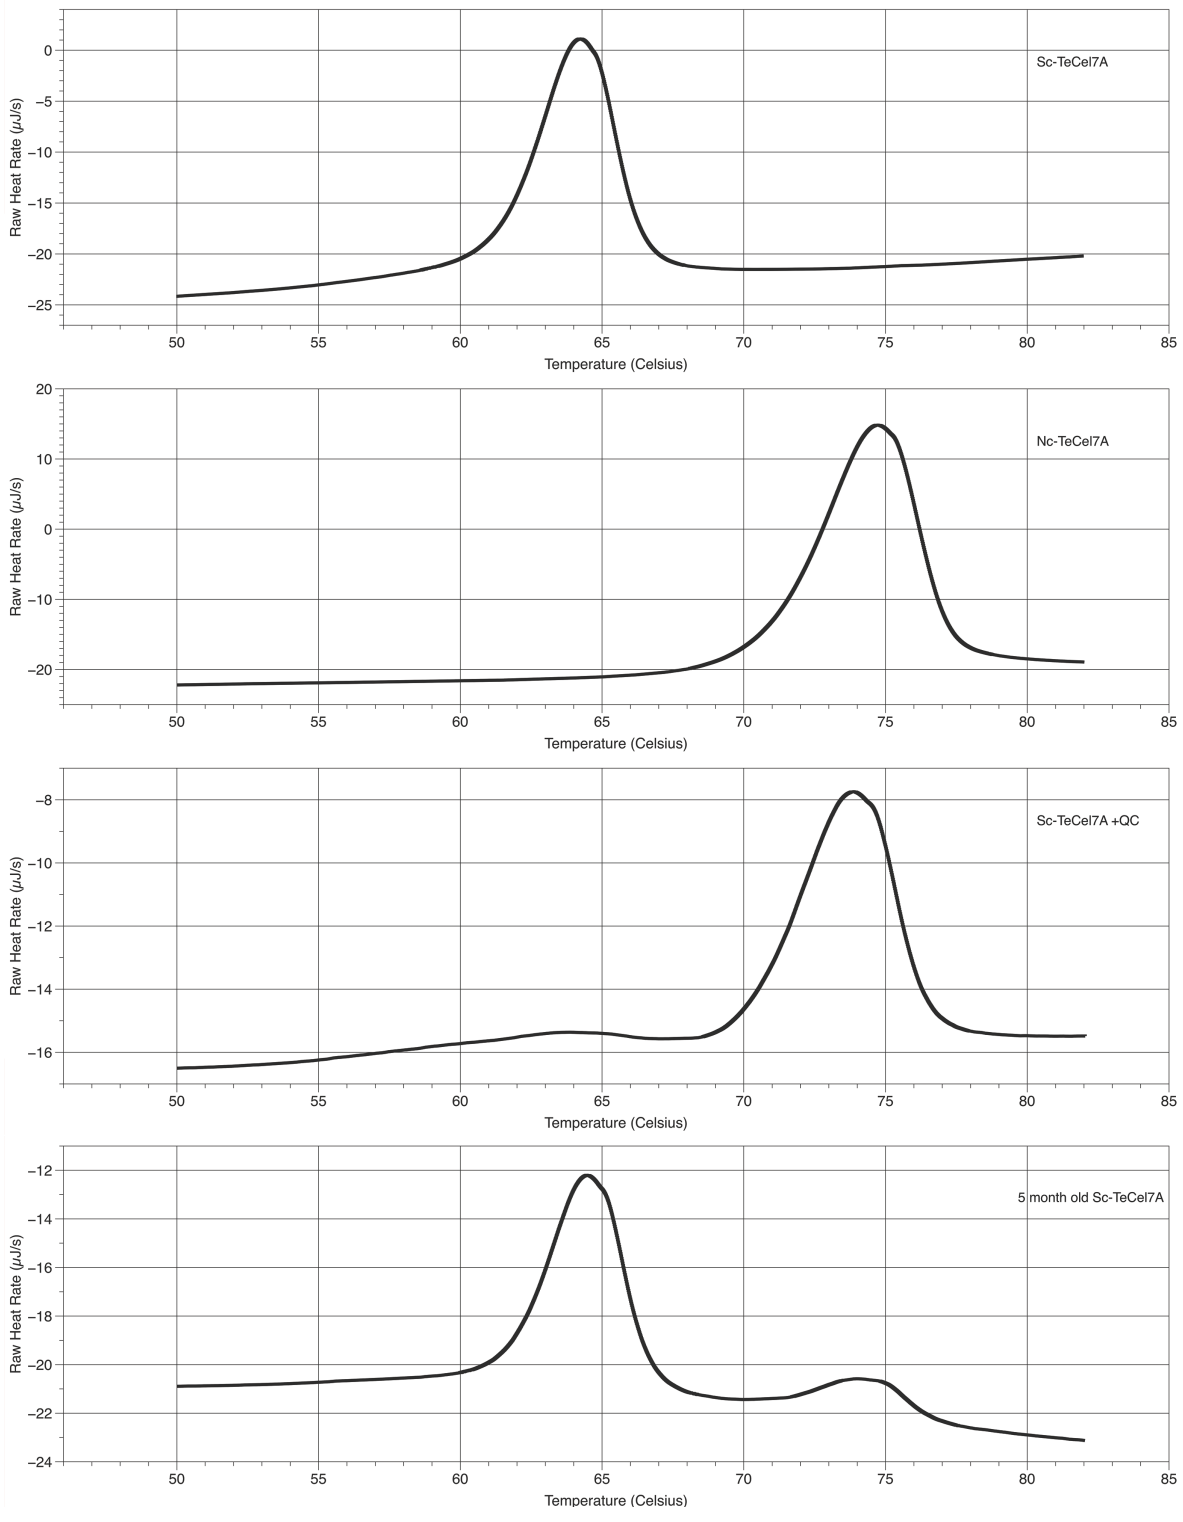 Raw Heat Rate (µJ/s)
0
−5
−10
−15
−20
−25
Sc-TeCel7A
50 55 60 65 70 75 80 85
Temperature (Celsius)
Raw Heat Rate (µJ/s)
20
10
0
−10
−20
Nc-TeCel7A
50 55 60 65 70 75 80 85
Temperature (Celsius)
Raw Heat Rate (µJ/s)
−8
−10
−12
−14
−16
Sc-TeCel7A +QC
50 55 60 65 70 75 80 85
Temperature (Celsius)
Raw Heat Rate (µJ/s)
−12
−14
−16
−18
−20
−22
−24
5 month old Sc-TeCel7A
50 55 60 65 70 75 80 85
Temperature (Celsius)